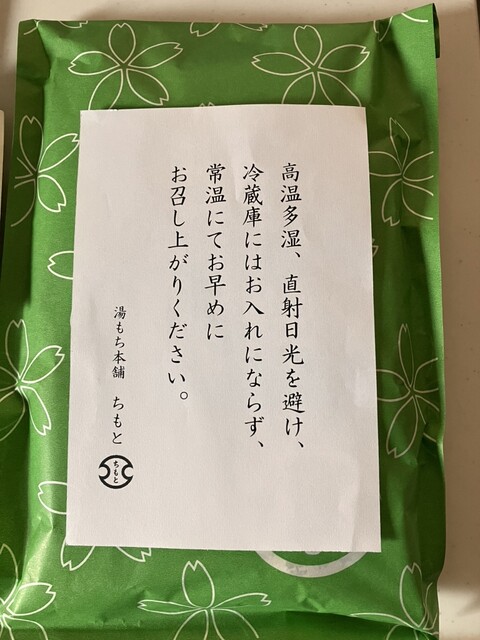 高温多湿、直射日光を避け、
冷蔵庫にはお入れにならず、
常温にてお早めに
お召し上がりください。
湯もち本舗 ちもと
ちもと